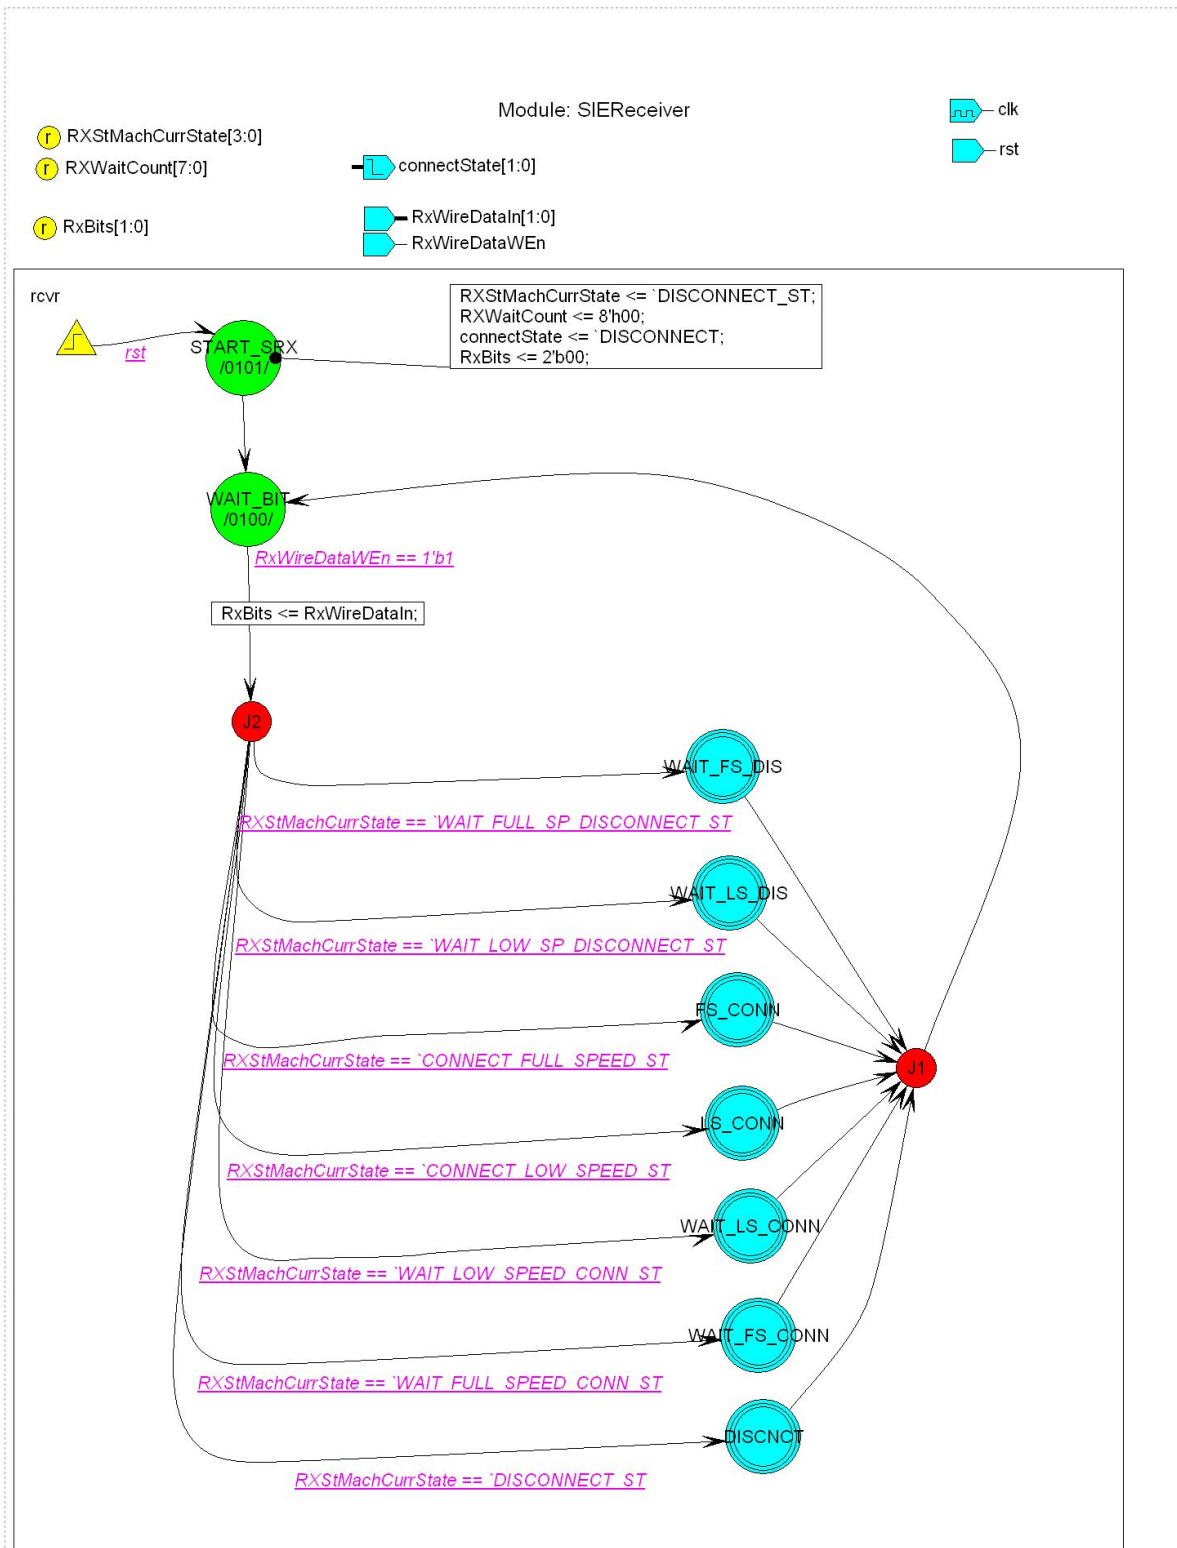 Module: SIEReceiver
clk
rst
r RXStMachCurrState[3:0]
r RXWaitCount[7:0]
connectState[1:0]
r RxBits[1:0]
RxWireDataIn[1:0]
RxWireDataWEn
rcvr
rst
START_SRX
/0101/
RXStMachCurrState <= `DISCONNECT_ST;
RXWaitCount <= 8'h00;
connectState <= `DISCONNECT;
RxBits <= 2'b00;
WAIT_BIT
/0100/
RxWireDataWEn == 1'b1
RxBits <= RxWireDataIn;
J2
WAIT_FS_DIS
RXStMachCurrState == `WAIT_FULL_SP_DISCONNECT_ST
WAIT_LS_DIS
RXStMachCurrState == `WAIT_LOW_SP_DISCONNECT_ST
FS_CONN
RXStMachCurrState == `CONNECT_FULL_SPEED_ST
J1
LS_CONN
RXStMachCurrState == `CONNECT_LOW_SPEED_ST
WAIT_LS_CONN
RXStMachCurrState == `WAIT_LOW_SPEED_CONN_ST
WAIT_FS_CONN
RXStMachCurrState == `WAIT_FULL_SPEED_CONN_ST
DISCNCT
RXStMachCurrState == `DISCONNECT_ST